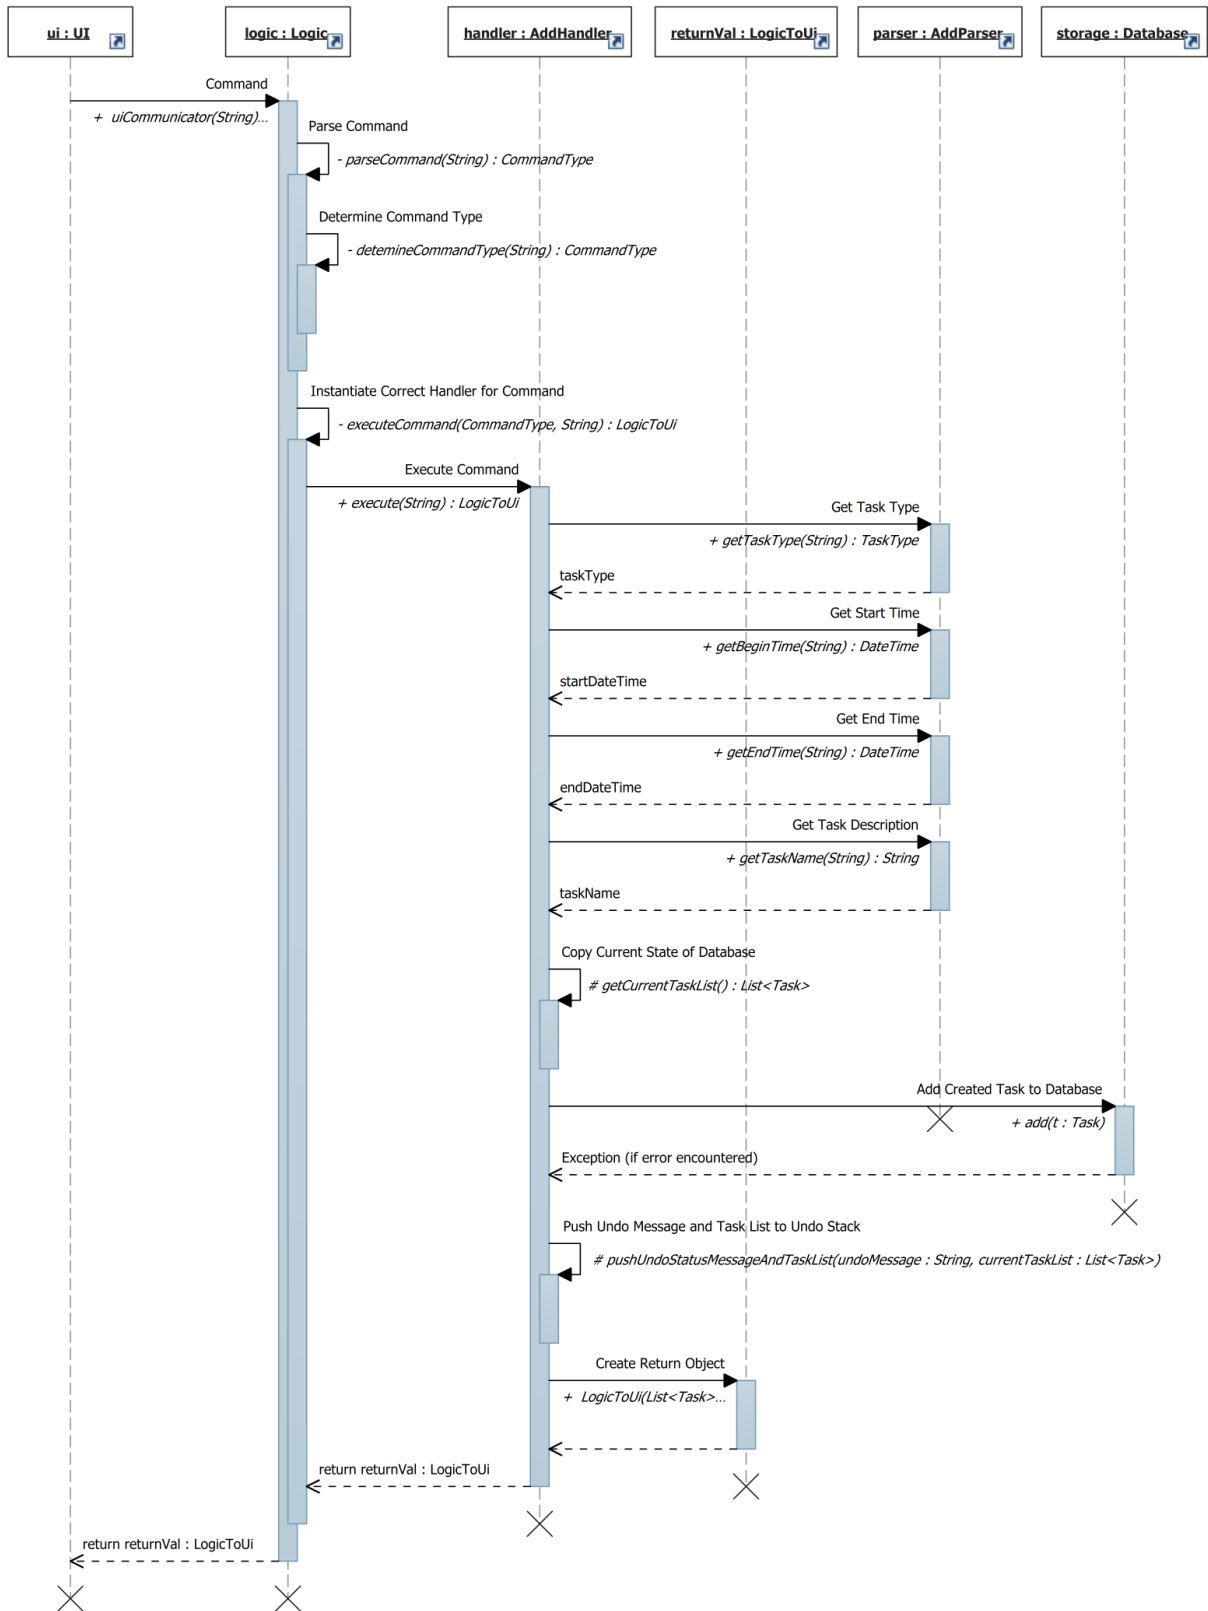 ui : UI
logic : Logic
handler : AddHandler
returnVal : LogicToUi
parser : AddParser
storage : Database
Command
+ uiCommunicator(String)...
Parse Command
- parseCommand(String) : CommandType
Determine Command Type
- detemineCommandType(String) : CommandType
Instantiate Correct Handler for Command
- executeCommand(CommandType, String) : LogicToUi
Execute Command
+ execute(String) : LogicToUi
Get Task Type
+ getTaskType(String) : TaskType
taskType
Get Start Time
+ getBeginTime(String) : DateTime
startDateTime
Get End Time
+ getEndTime(String) : DateTime
endDateTime
Get Task Description
+ getTaskName(String) : String
taskName
Copy Current State of Database
# getCurrentTaskList() : List<Task>
Add Created Task to Database
+ add(t : Task)
Exception (if error encountered)
Push Undo Message and Task List to Undo Stack
# pushUndoStatusMessageAndTaskList(undoMessage : String, currentTaskList : List<Task>)
Create Return Object
+ LogicToUi(List<Task>...
return returnVal : LogicToUi
return returnVal : LogicToUi